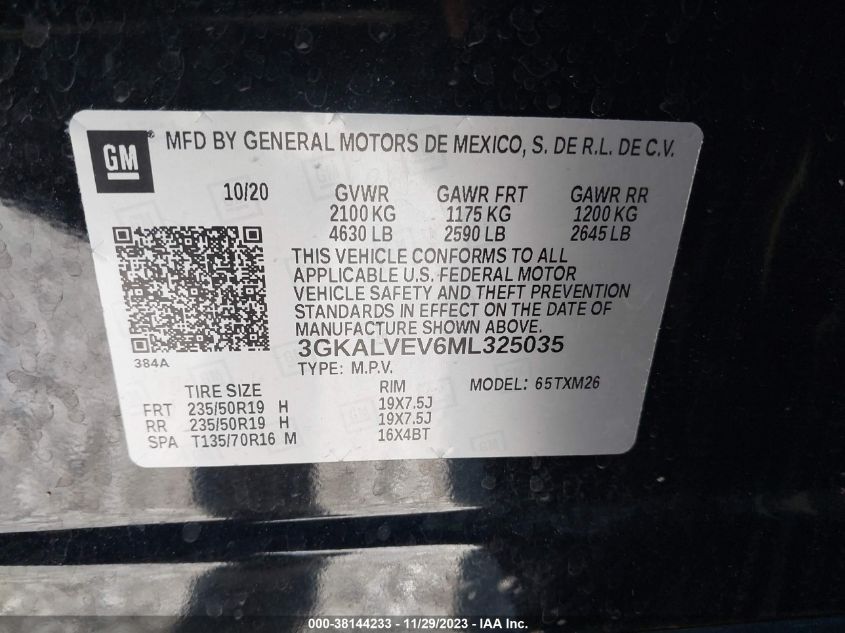 GM MFD BY GENERAL MOTORS DE MEXICO, S. DE R.L. DE C.V.
10/20 GVWR GAWR FRT GAWR RR
2100 KG 1175 KG 1200 KG
4630 LB 2590 LB 2645 LB
THIS VEHICLE CONFORMS TO ALL
APPLICABLE U.S. FEDERAL MOTOR
VEHICLE SAFETY AND THEFT PREVENTION
STANDARDS IN EFFECT ON THE DATE OF
MANUFACTURE SHOWN ABOVE.
3GKALVEV6ML325035
384A
TYPE: M.P.V.
TIRE SIZE RIM MODEL: 65TXM26
FRT 235/50R19 H 19X7.5J
RR 235/50R19 H 19X7.5J
SPA T135/70R16 M 16X4BT
000-38144233 - 11/29/2023 - IAA Inc.